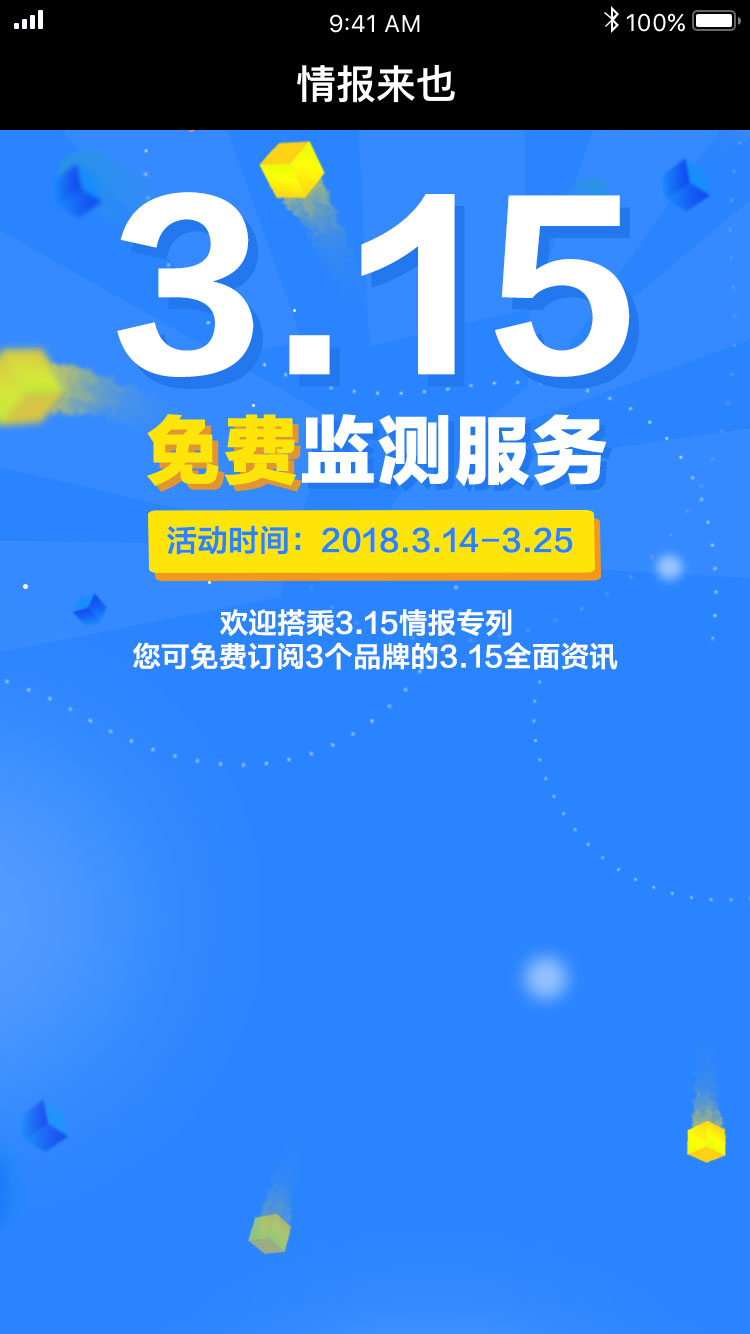 9:41 AM
100%
情报来也
3.15
免费监测服务
活动时间：2018.3.14-3.25
欢迎搭乘3.15情报专列
您可免费订阅3个品牌的3.15全面资讯